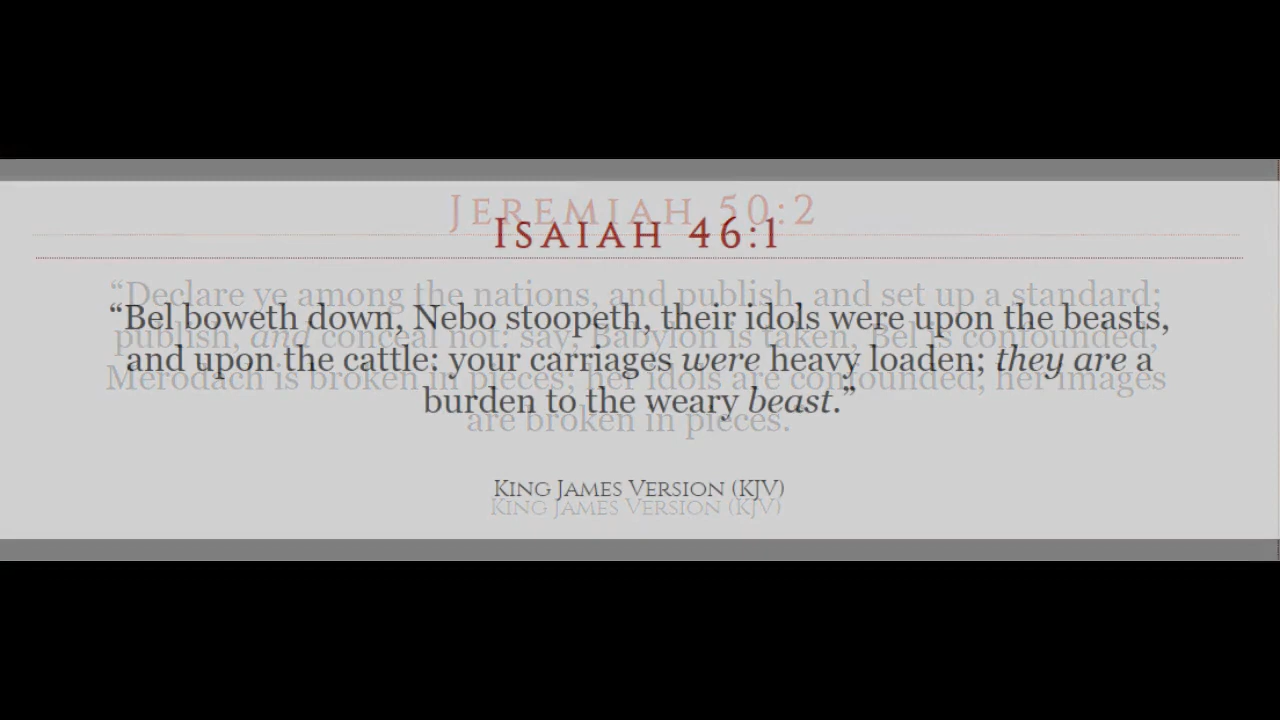 Jeremiah 50:2
Isaiah 46:1
“Declare ye among the nations, and publish, and set up a standard;
“Bel boweth down, Nebo stoopeth, their idols were upon the beasts,
publish, and conceal not: say, Babylon is taken, Bel is confounded,
and upon the cattle: your carriages were heavy loaden; they are a
Merodach is broken in pieces; her idols are confounded; her images
burden to the weary beast.”
are broken in pieces.”
King James Version (KJV)
King James Version (KJV)